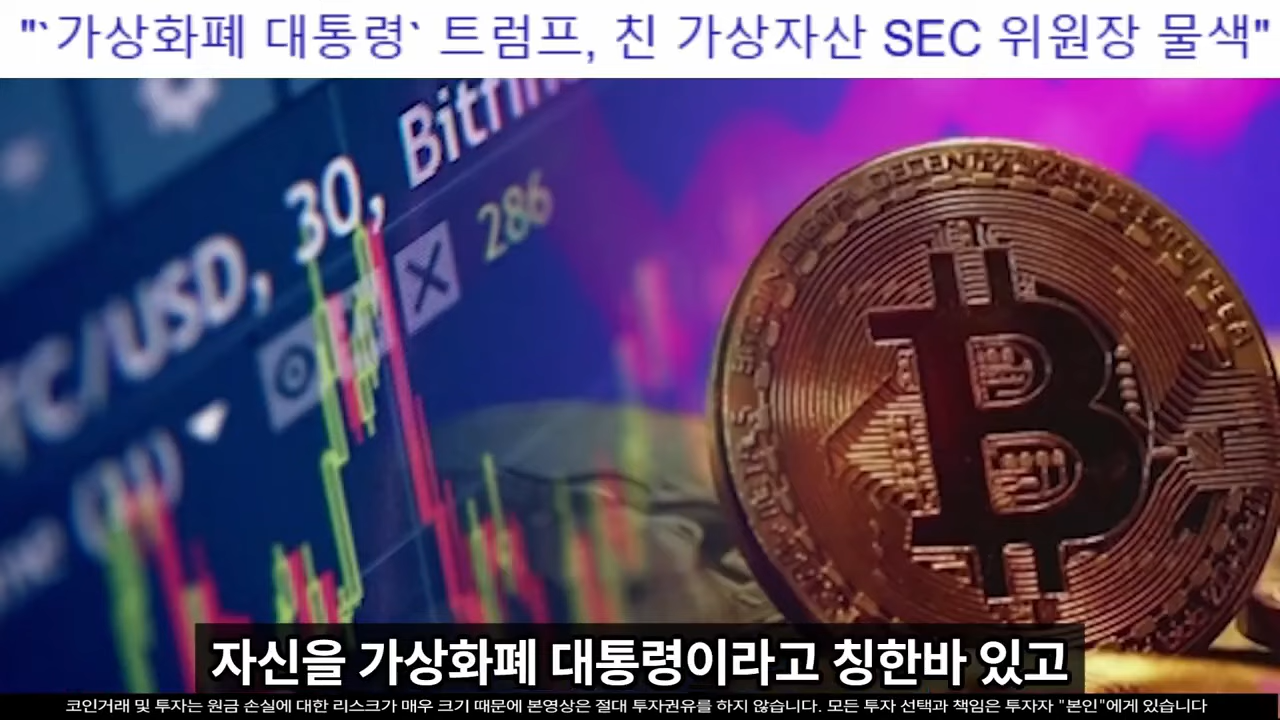 "`가상화폐 대통령` 트럼프, 친 가상자산 SEC 위원장 물색"
TC/USD, 30, Bitfin
286
자신을 가상화폐 대통령이라고 칭한바 있고
코인거래 및 투자는 원금 손실에 대한 리스크가 매우 크기 때문에 본영상은 절대 투자권유를 하지 않습니다. 모든 투자 선택과 책임은 투자자 "본인"에게 있습니다